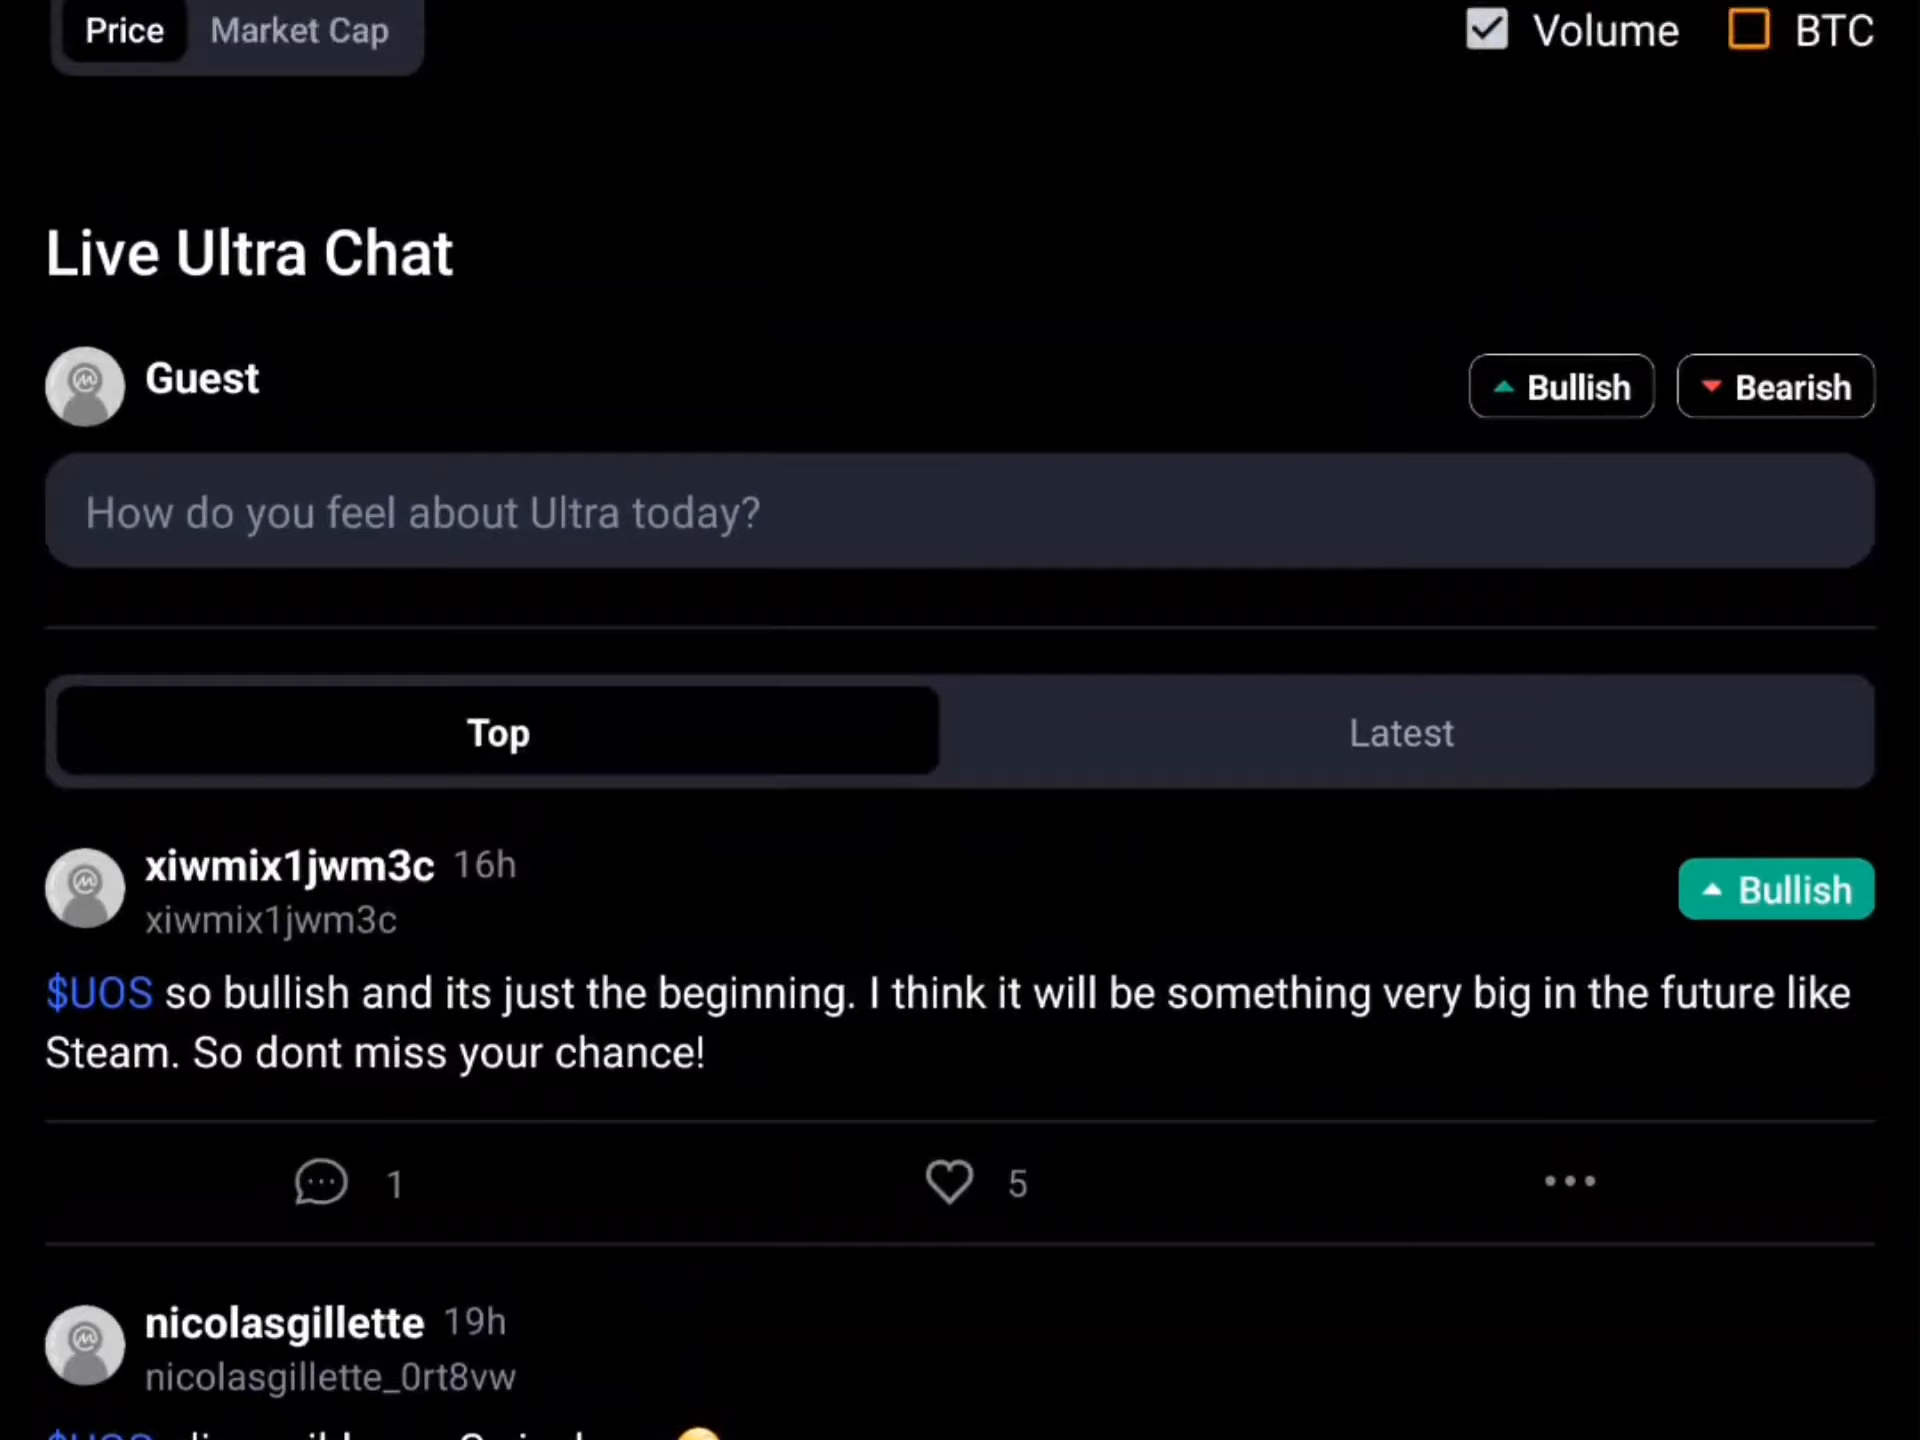 Price Market Cap Volume BTC
Live Ultra Chat
Guest Bullish Bearish
How do you feel about Ultra today?
Top Latest
xiwmix1jwm3c 16h
xiwmix1jwm3c Bullish
$UOS so bullish and its just the beginning. I think it will be something very big in the future like
Steam. So dont miss your chance!
1 5
nicolasgillette 19h
nicolasgillette_0rt8vw
$UOS